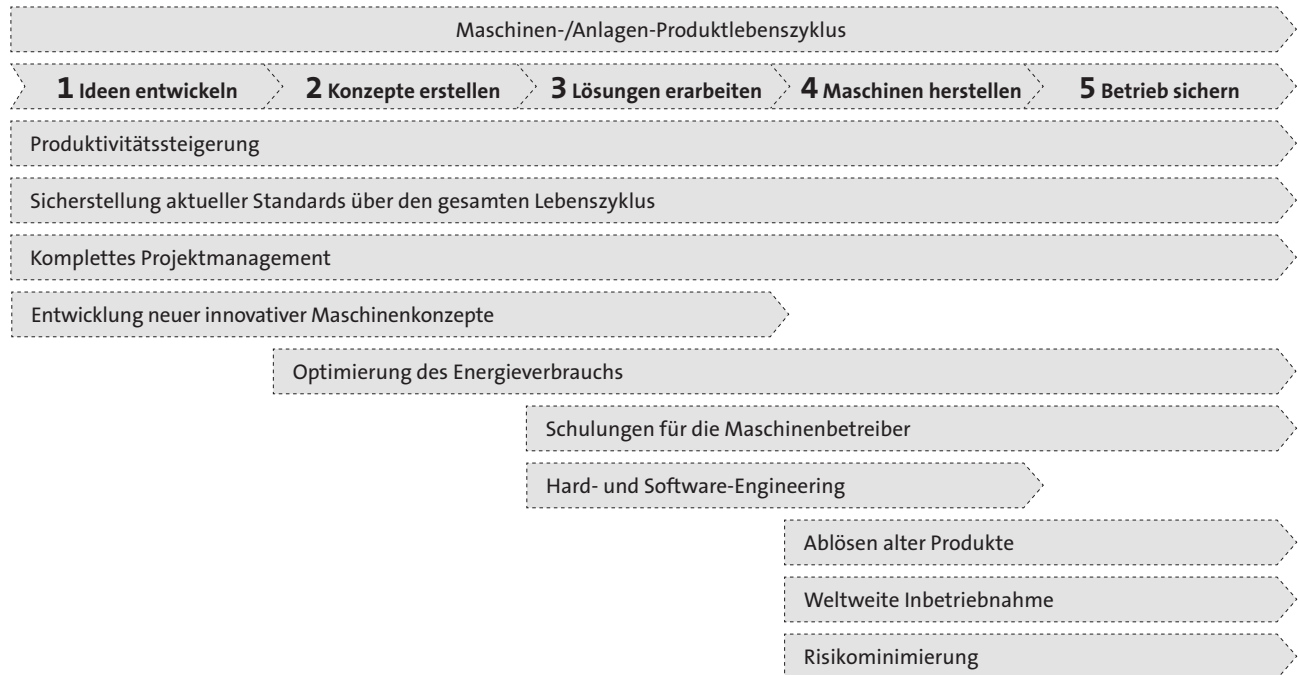 Maschinen-/Anlagen-Produktlebenszyklus
1 Ideen entwickeln 2 Konzepte erstellen 3 Lösungen erarbeiten 4 Maschinen herstellen 5 Betrieb sichern
Produktivitätssteigerung
Sicherstellung aktueller Standards über den gesamten Lebenszyklus
Komplettes Projektmanagement
Entwicklung neuer innovativer Maschinenkonzepte
Optimierung des Energieverbrauchs
Schulungen für die Maschinenbetreiber
Hard- und Software-Engineering
Ablösen alter Produkte
Weltweite Inbetriebnahme
Risikominimierung